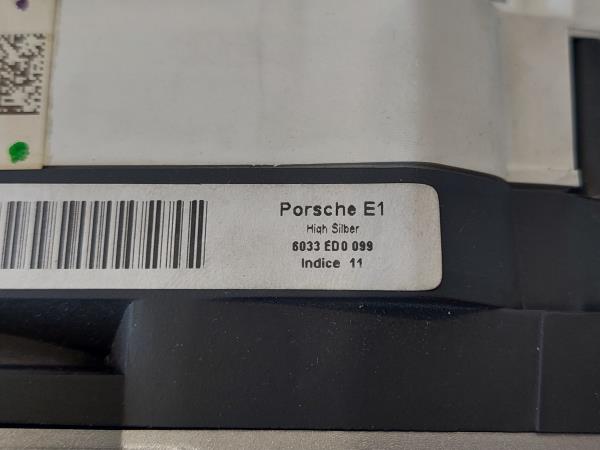 Porsche E1
High Silber
6033 ED0 099
Indice 11